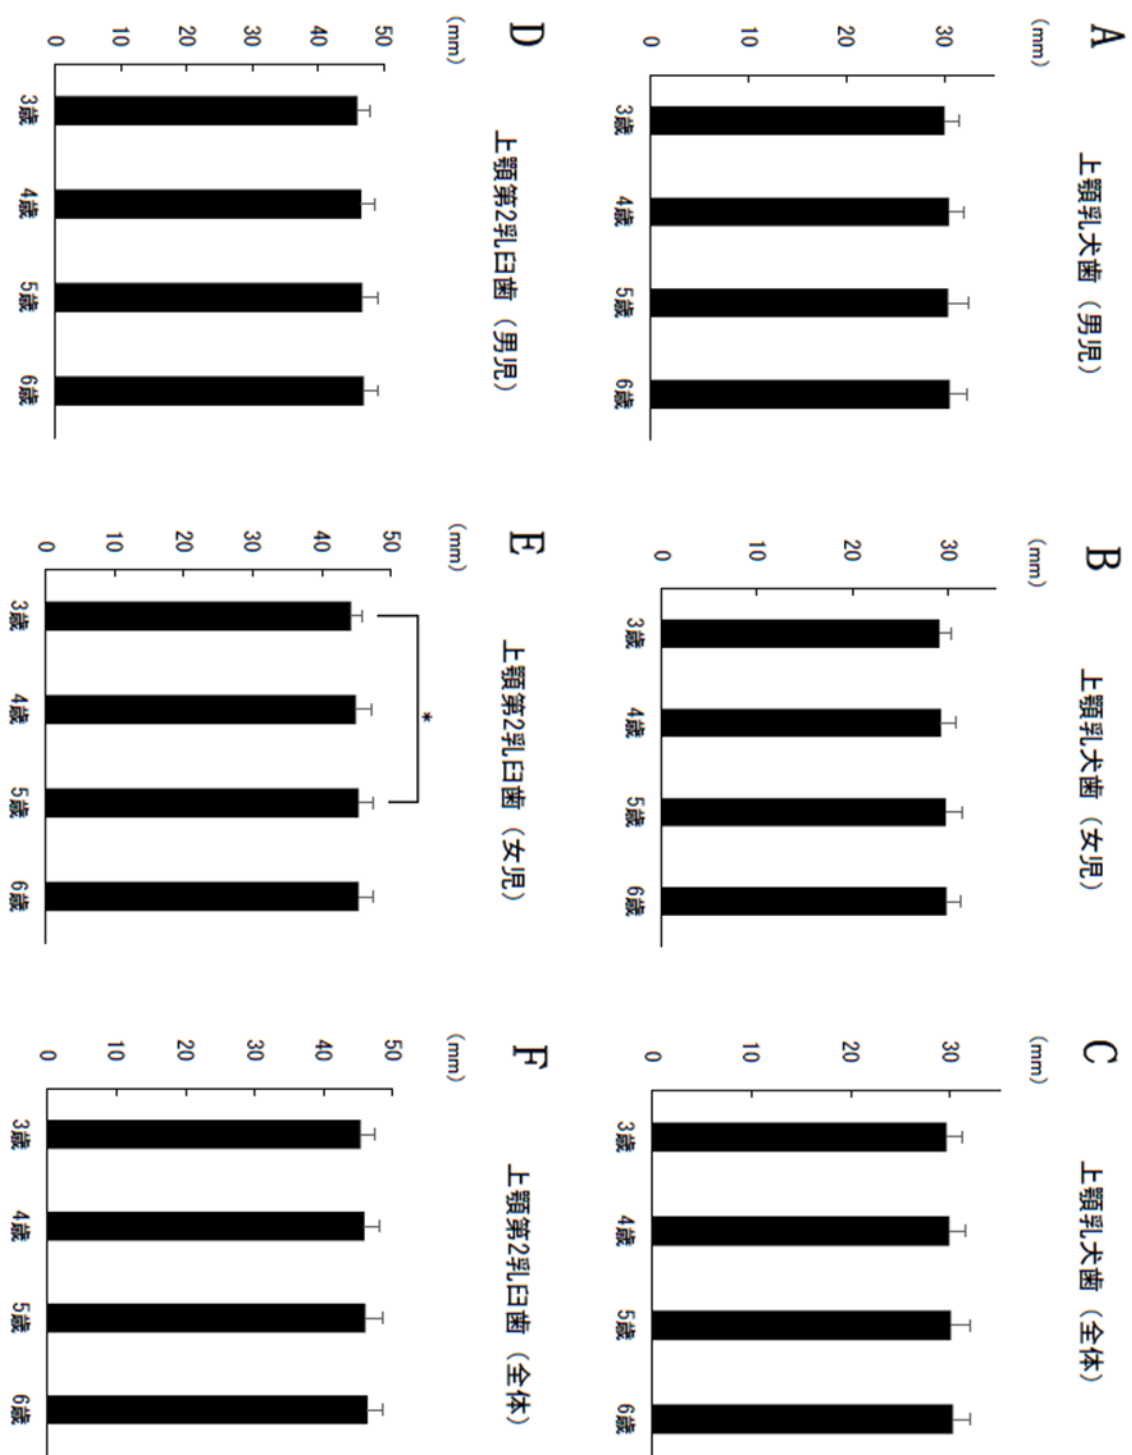 A
上顎乳犬歯（男児）
(mm)
30
20
10
0
3歳
4歳
5歳
6歳
B
上顎乳犬歯（女児）
(mm)
30
20
10
0
3歳
4歳
5歳
6歳
C
上顎乳犬歯（全体）
(mm)
30
20
10
0
3歳
4歳
5歳
6歳
D
上顎第2乳臼歯（男児）
(mm)
50
40
30
20
10
0
3歳
4歳
5歳
6歳
E
上顎第2乳臼歯（女児）
(mm)
*
50
40
30
20
10
0
3歳
4歳
5歳
6歳
F
上顎第2乳臼歯（全体）
(mm)
50
40
30
20
10
0
3歳
4歳
5歳
6歳